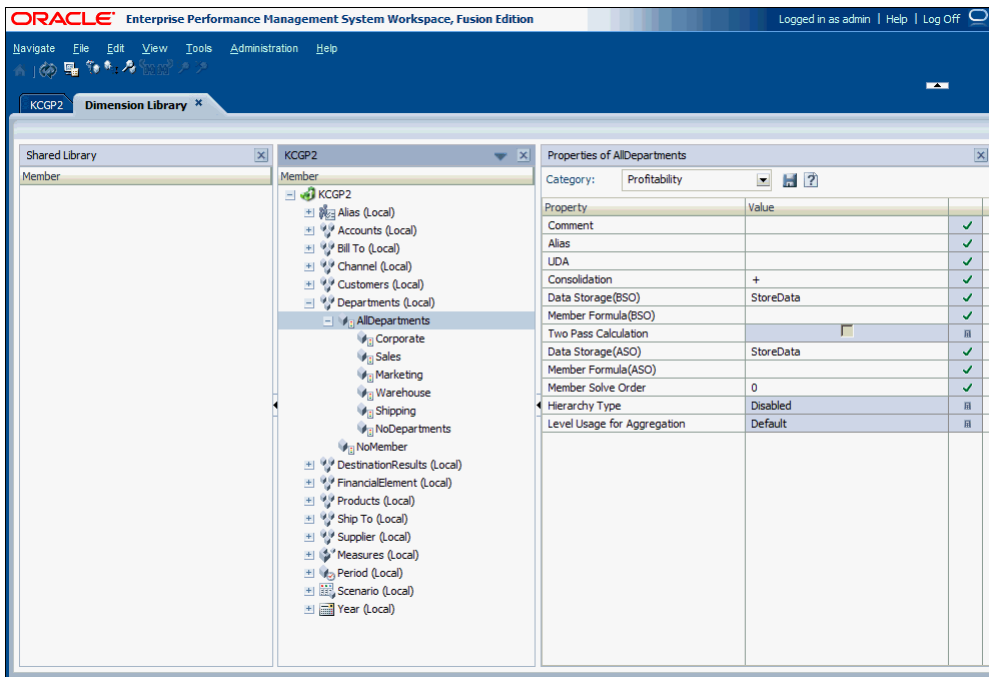 ORACLE Enterprise Performance Management System Workspace, Fusion Edition Logged in as admin | Help | Log Off
Navigate File Edit View Tools Administration Help
KCGP2 Dimension Library
Shared Library
Member
KCGP2
Member
KCGP2
Alias (Local)
Accounts (Local)
Bill To (Local)
Channel (Local)
Customers (Local)
Departments (Local)
AllDepartments
Corporate
Sales
Marketing
Warehouse
Shipping
NoDepartments
NoMember
DestinationResults (Local)
FinancialElement (Local)
Products (Local)
Ship To (Local)
Supplier (Local)
Measures (Local)
Period (Local)
Scenario (Local)
Year (Local)
Properties of AllDepartments
Category: Profitability
Property Value
Comment
Alias
UDA
Consolidation +
Data Storage(BSO) StoreData
Member Formula(BSO)
Two Pass Calculation
Data Storage(ASO) StoreData
Member Formula(ASO)
Member Solve Order 0
Hierarchy Type Disabled
Level Usage for Aggregation Default